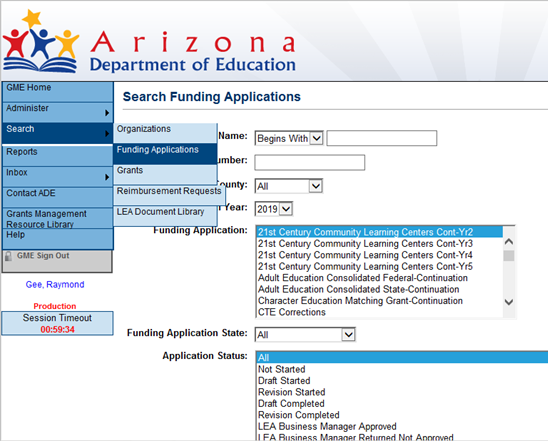 Arizona
Department of Education
GME Home
Administer
Search
Reports
Inbox
Contact ADE
Grants Management
Resource Library
Help
GME Sign Out
Gee, Raymond
Production
Session Timeout
00:59:34
Organizations
Funding Applications
Grants
Reimbursement Requests
LEA Document Library
Search Funding Applications
Name: Begins With
umber:
ounty: All
Year: 2019
Funding Application: 21st Century Community Learning Centers Cont-Yr2
21st Century Community Learning Centers Cont-Yr3
21st Century Community Learning Centers Cont-Yr4
21st Century Community Learning Centers Cont-Yr5
Adult Education Consolidated Federal-Continuation
Adult Education Consolidated State-Continuation
Character Education Matching Grant-Continuation
CTE Corrections
Funding Application State: All
Application Status: All
Not Started
Draft Started
Revision Started
Draft Completed
Revision Completed
LEA Business Manager Approved
LEA Business Manager Returned Not Approved